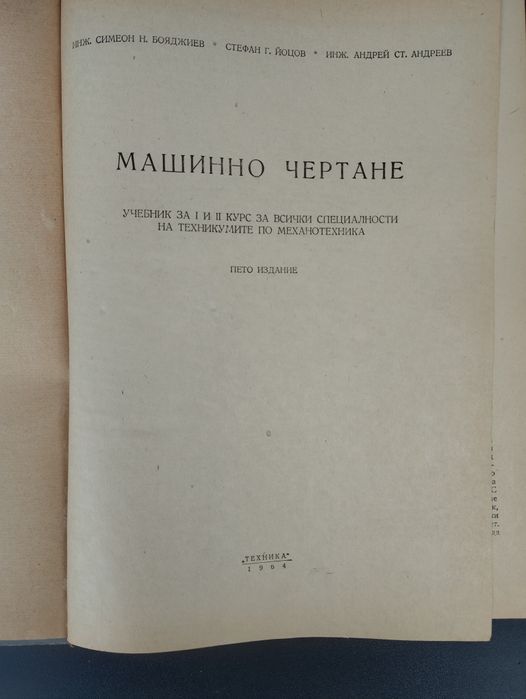 ИНЖ. СИМЕОН Н. БОЯДЖИЕВ * СТЕФАН Г. ЙОЦОВ * ИНЖ. АНДРЕЙ СТ. АНДРЕЕВ
МАШИННО ЧЕРТАНЕ
УЧЕБНИК ЗА I И II КУРС ЗА ВСИЧКИ СПЕЦИАЛНОСТИ
НА ТЕХНИКУМИТЕ ПО МЕХАНОТЕХНИКА
ПЕТО ИЗДАНИЕ
„ТЕХНИКА“
1964